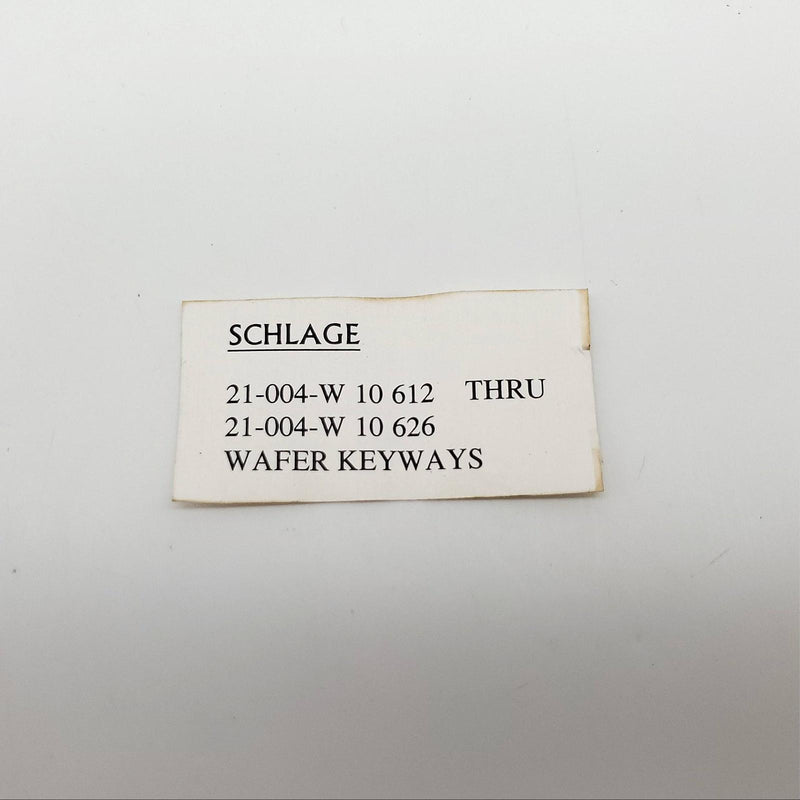 SCHLAGE
21-004-W 10 612 THRU
21-004-W 10 626
WAFER KEYWAYS